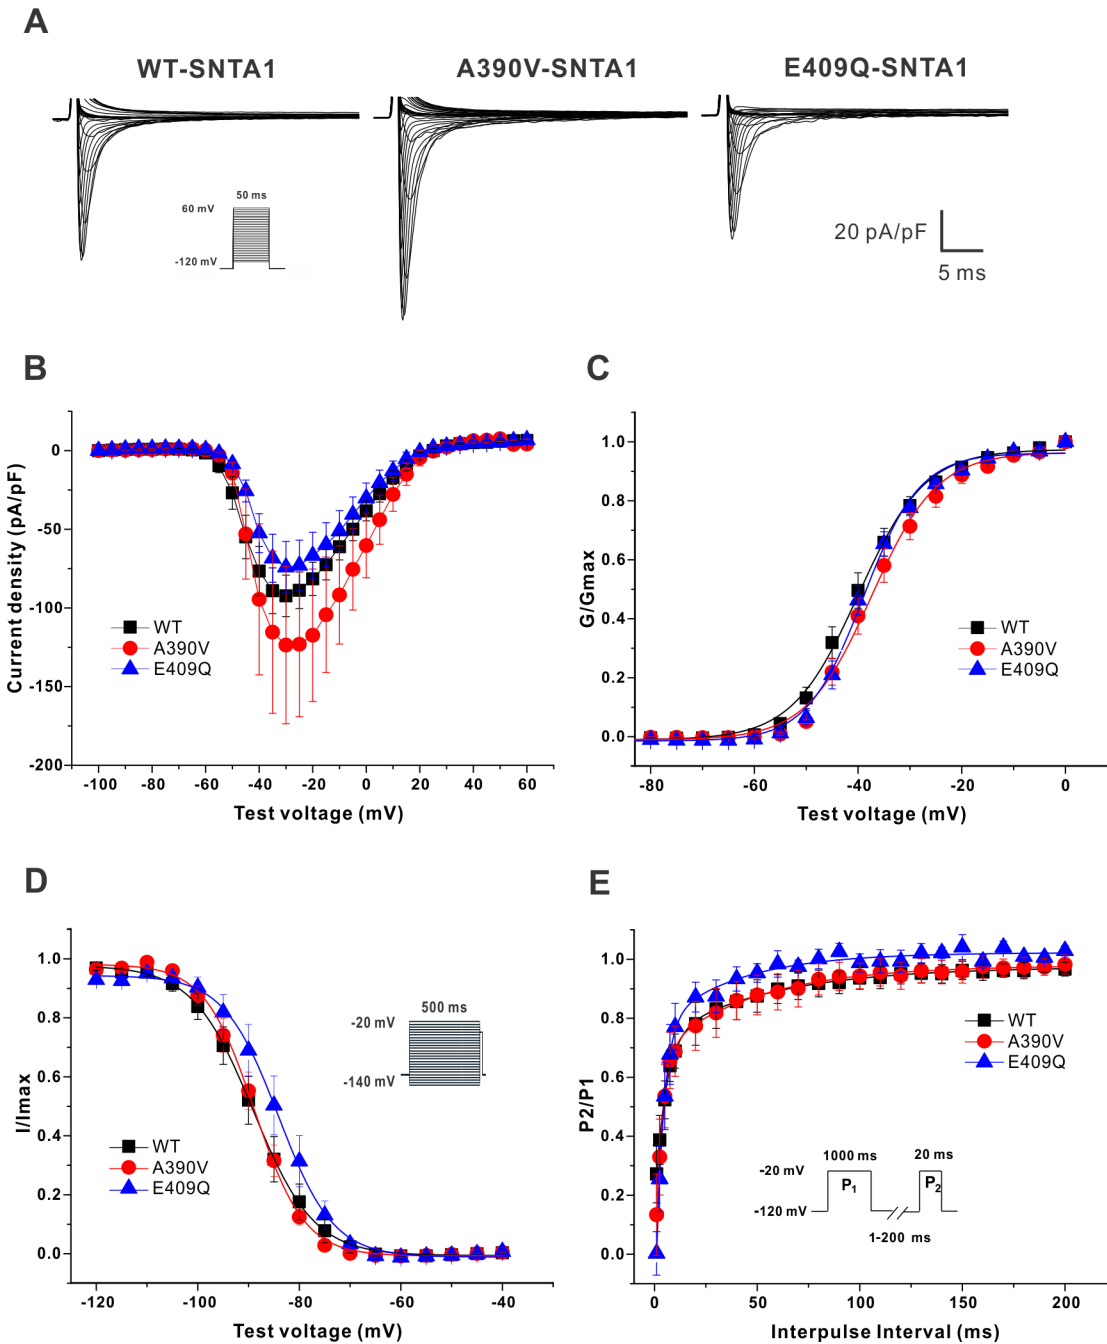 A
WT-SNTA1
A390V-SNTA1
E409Q-SNTA1
50 ms
60 mV
-120 mV
20 pA/pF
5 ms
B
0
-50
-100
-150
-200
Current density (pA/pF)
WT
A390V
E409Q
-100 -80 -60 -40 -20 0 20 40 60
Test voltage (mV)
C
1.0
0.8
0.6
0.4
0.2
0.0
G/Gmax
WT
A390V
E409Q
-80 -60 -40 -20 0
Test voltage (mV)
D
1.0
0.8
0.6
0.4
0.2
0.0
I/Imax
500 ms
-20 mV
-140 mV
WT
A390V
E409Q
-120 -100 -80 -60 -40
Test voltage (mV)
E
1.0
0.8
0.6
0.4
0.2
0.0
P2/P1
WT
A390V
E409Q
1000 ms 20 ms
-20 mV
P1 P2
-120 mV
1-200 ms
0 50 100 150 200
Interpulse Interval (ms)